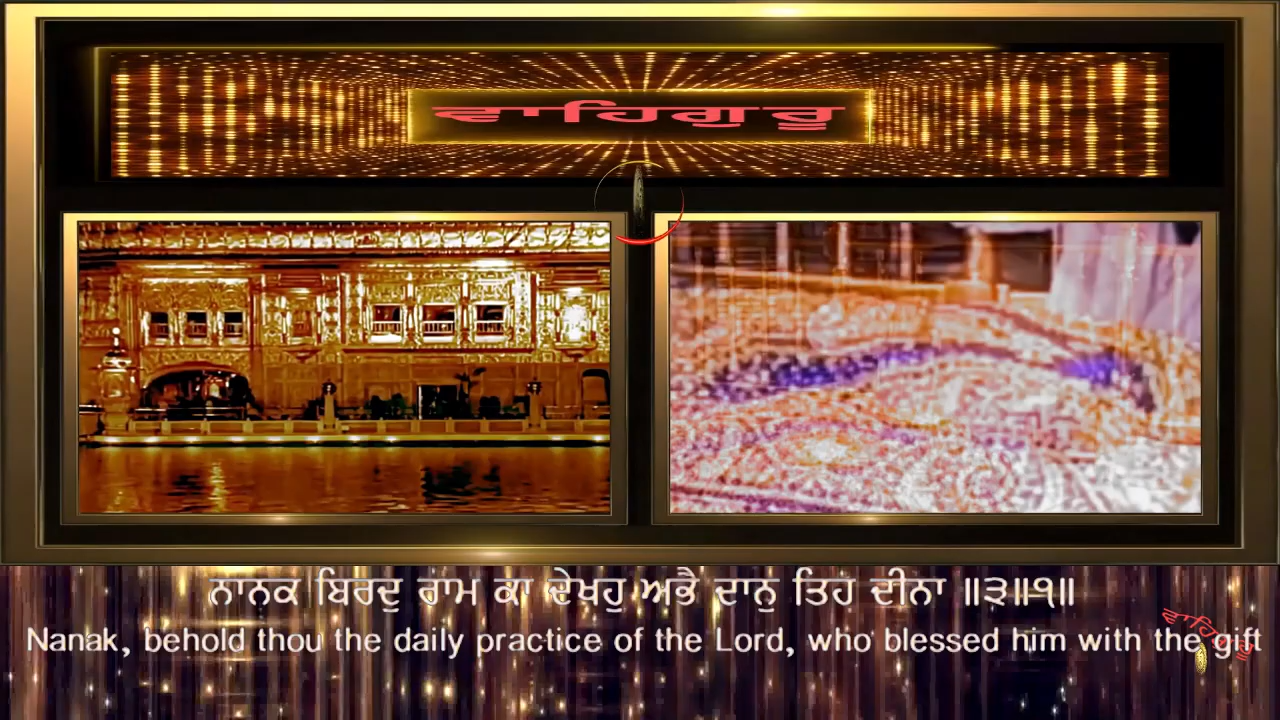 ਵਾਹਿਗੁਰੂ
ਨਾਨਕ ਬਿਰਦੁ ਰਾਮ ਕਾ ਦੇਖਹੁ ਅਭੈ ਦਾਨੁ ਤਿਹ ਦੀਨਾ ॥੩॥੧॥
Nanak, behold thou the daily practice of the Lord, who blessed him with the gift
ਵਾਹਿਗੁਰੂ